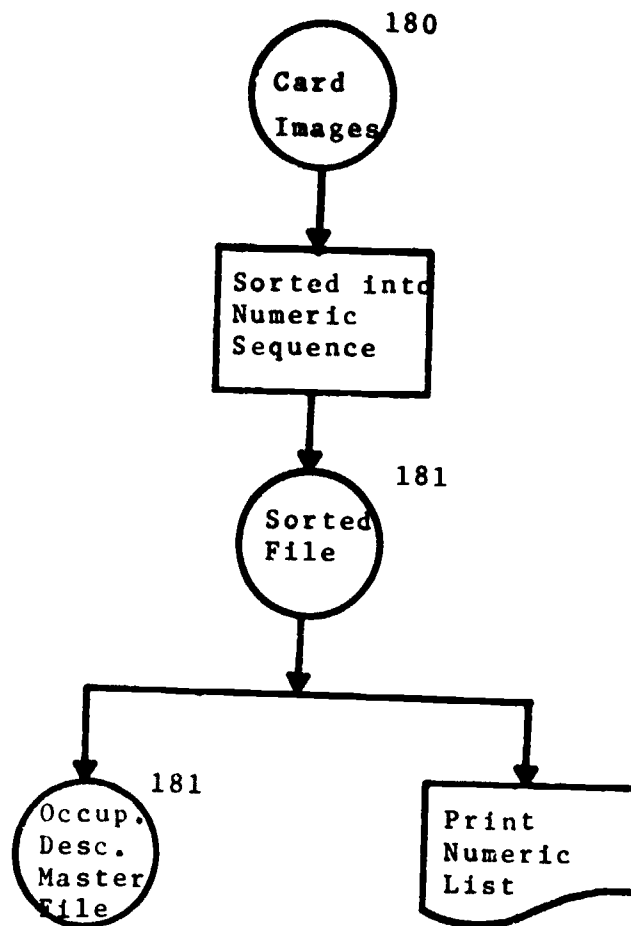 180
Card
Images
Sorted into
Numeric
Sequence
181
Sorted
File
181
Occup.
Desc.
Master
File
Print
Numeric
List